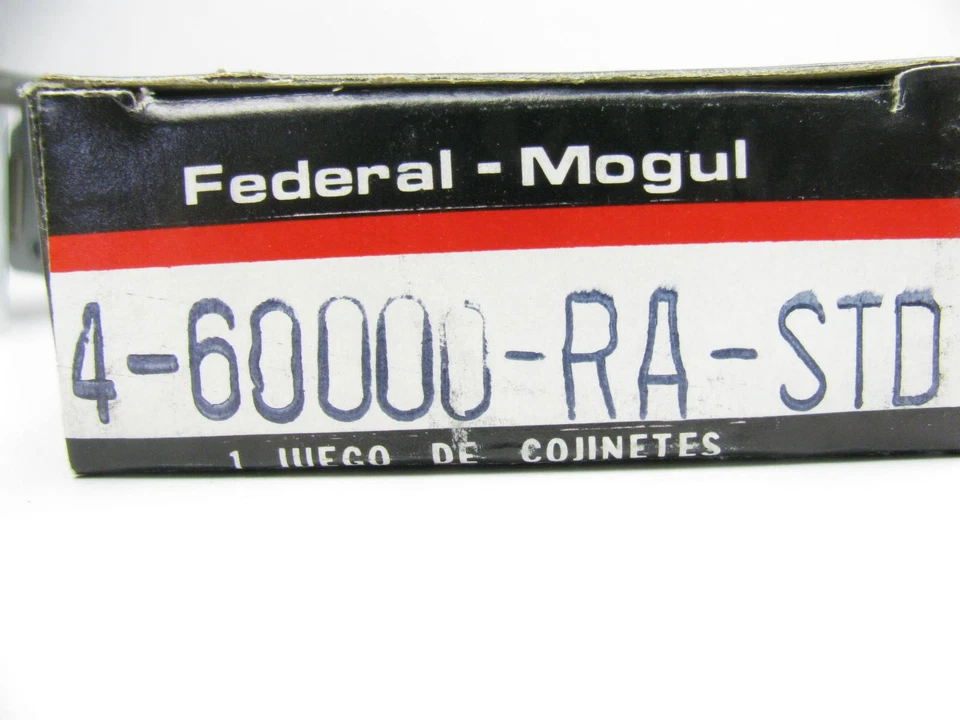 Federal-Mogul
4-60000-RA-STD
1 JUEGO DE COJINETES